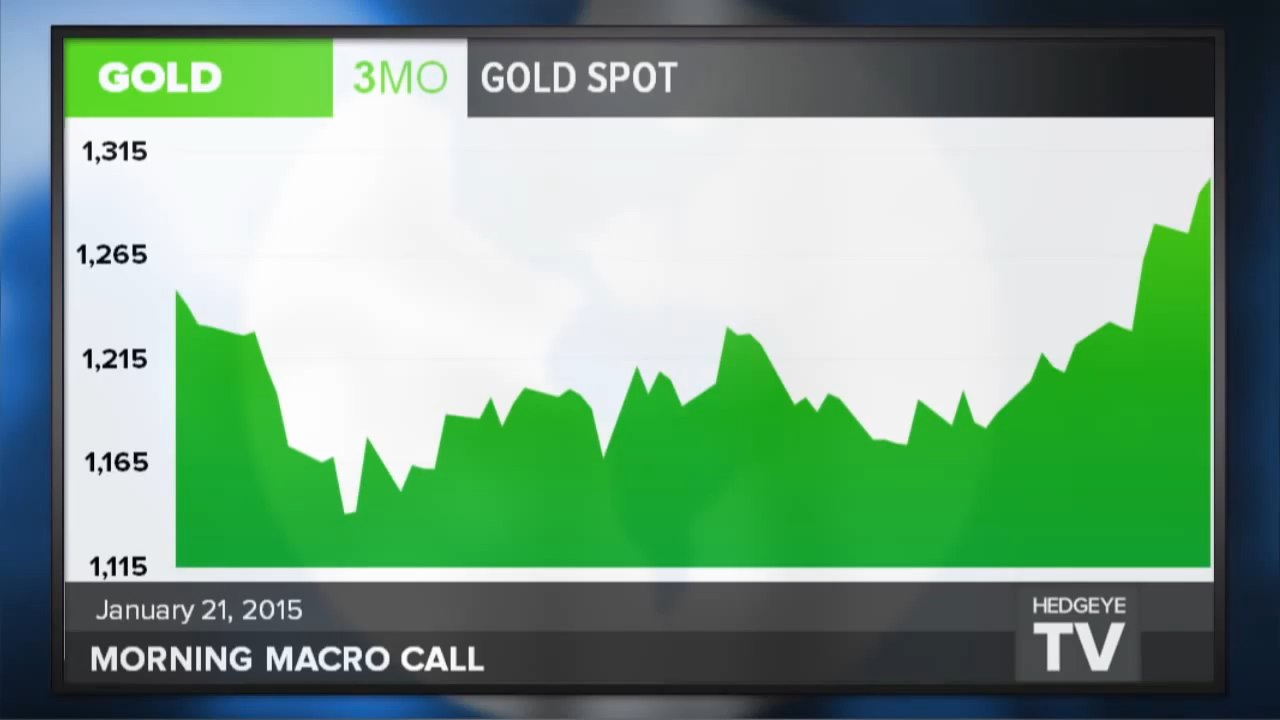 GOLD 3MO GOLD SPOT
1,315
1,265
1,215
1,165
1,115
January 21, 2015
MORNING MACRO CALL
HEDGEYE
TV